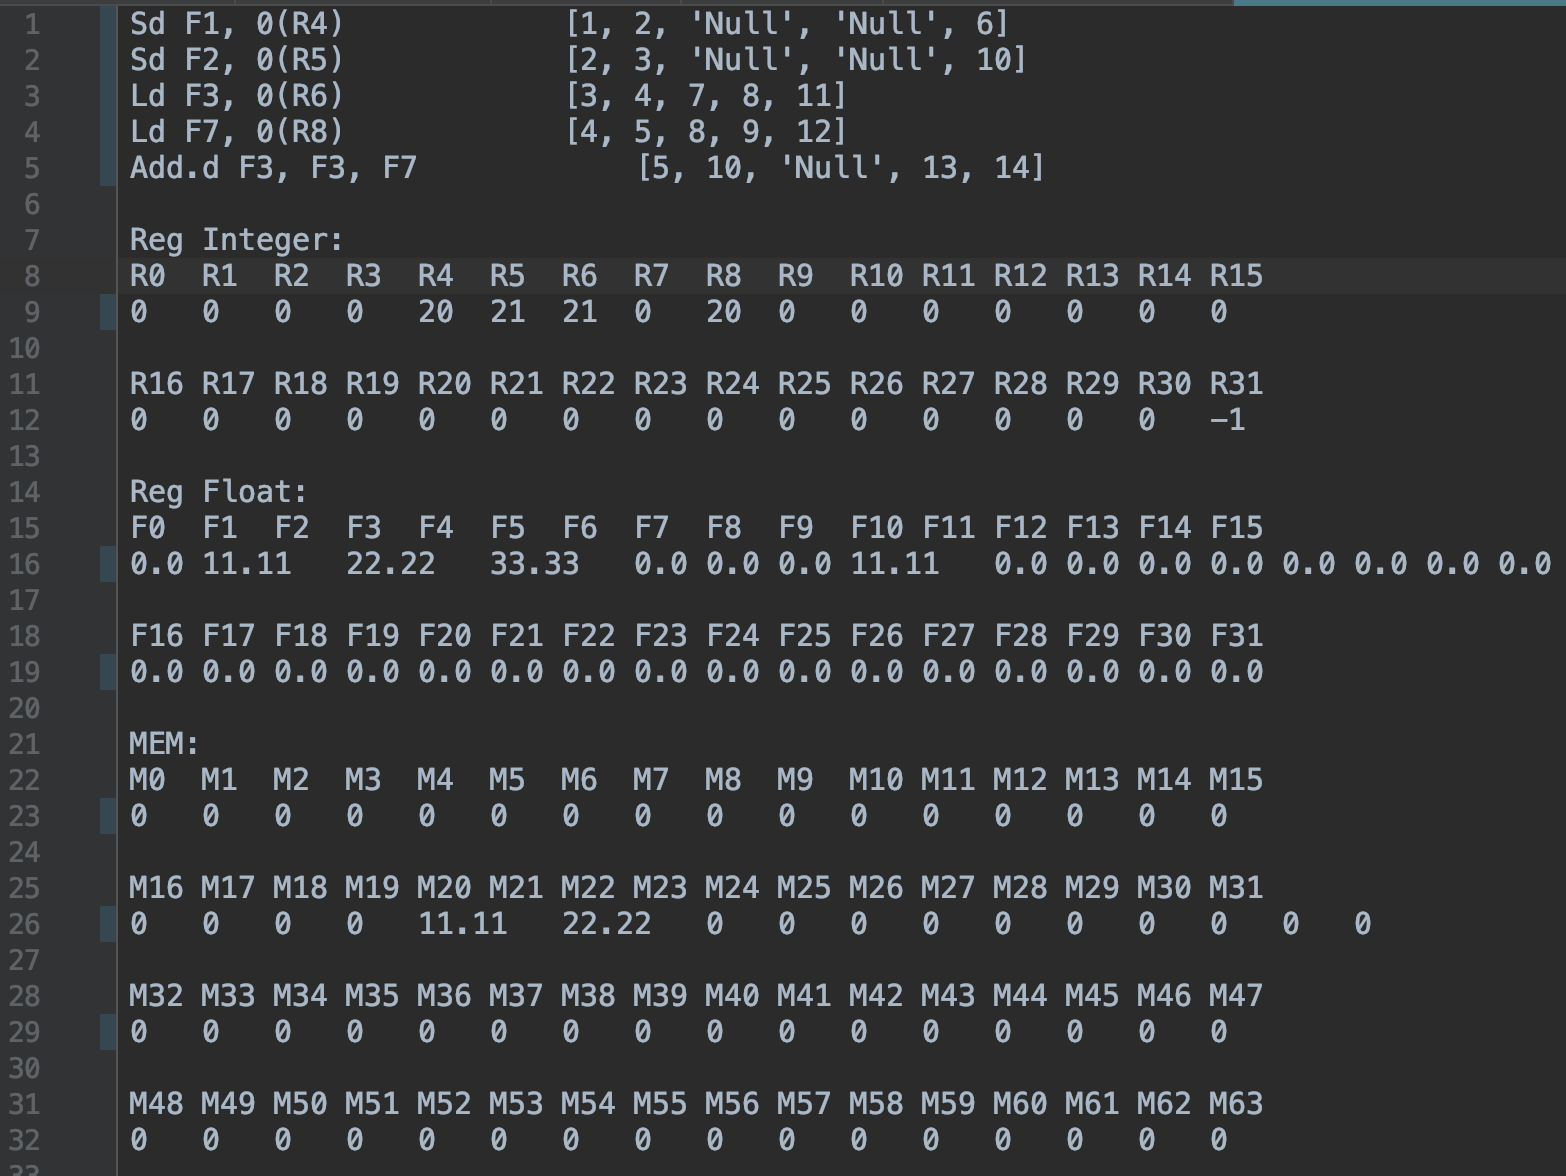 1 Sd F1, 0(R4) [1, 2, 'Null', 'Null', 6]
2 Sd F2, 0(R5) [2, 3, 'Null', 'Null', 10]
3 Ld F3, 0(R6) [3, 4, 7, 8, 11]
4 Ld F7, 0(R8) [4, 5, 8, 9, 12]
5 Add.d F3, F3, F7 [5, 10, 'Null', 13, 14]
6
7 Reg Integer:
8 R0 R1 R2 R3 R4 R5 R6 R7 R8 R9 R10 R11 R12 R13 R14 R15
9 0 0 0 0 20 21 21 0 20 0 0 0 0 0 0 0
10
11 R16 R17 R18 R19 R20 R21 R22 R23 R24 R25 R26 R27 R28 R29 R30 R31
12 0 0 0 0 0 0 0 0 0 0 0 0 0 0 0 -1
13
14 Reg Float:
15 F0 F1 F2 F3 F4 F5 F6 F7 F8 F9 F10 F11 F12 F13 F14 F15
16 0.0 11.11 22.22 33.33 0.0 0.0 0.0 11.11 0.0 0.0 0.0 0.0 0.0 0.0 0.0 0.0
17
18 F16 F17 F18 F19 F20 F21 F22 F23 F24 F25 F26 F27 F28 F29 F30 F31
19 0.0 0.0 0.0 0.0 0.0 0.0 0.0 0.0 0.0 0.0 0.0 0.0 0.0 0.0 0.0 0.0
20
21 MEM:
22 M0 M1 M2 M3 M4 M5 M6 M7 M8 M9 M10 M11 M12 M13 M14 M15
23 0 0 0 0 0 0 0 0 0 0 0 0 0 0 0 0
24
25 M16 M17 M18 M19 M20 M21 M22 M23 M24 M25 M26 M27 M28 M29 M30 M31
26 0 0 0 0 11.11 22.22 0 0 0 0 0 0 0 0 0 0
27
28 M32 M33 M34 M35 M36 M37 M38 M39 M40 M41 M42 M43 M44 M45 M46 M47
29 0 0 0 0 0 0 0 0 0 0 0 0 0 0 0 0
30
31 M48 M49 M50 M51 M52 M53 M54 M55 M56 M57 M58 M59 M60 M61 M62 M63
32 0 0 0 0 0 0 0 0 0 0 0 0 0 0 0 0
33